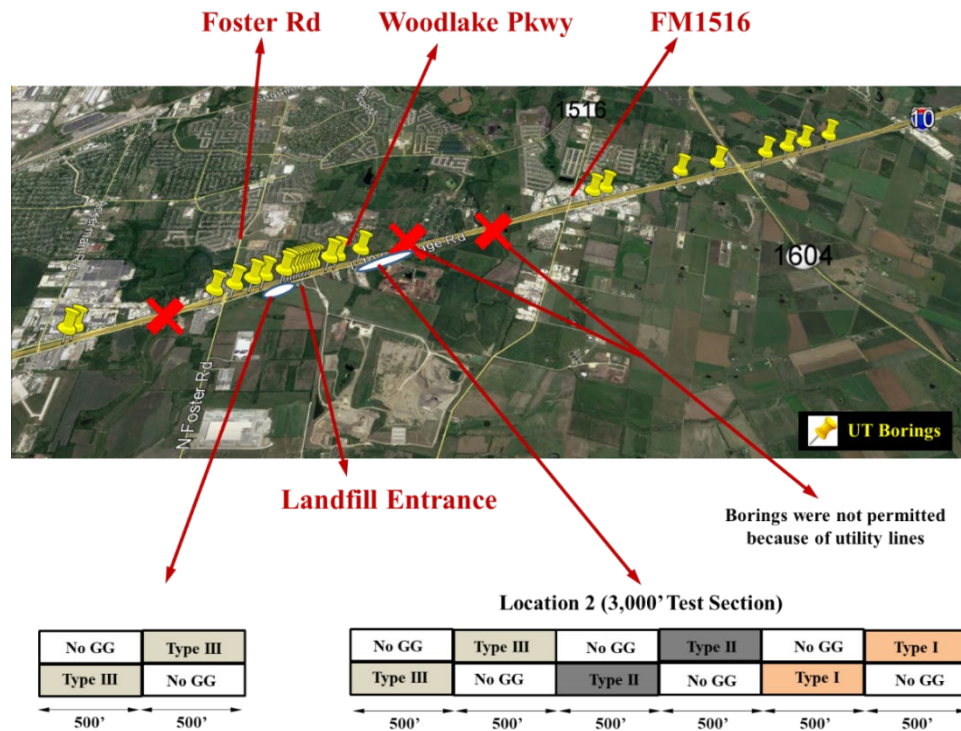 Foster Rd
Woodlake Pkwy
FM1516
1516
10
1604
N Foster Rd
UT Borings
Landfill Entrance
Borings were not permitted
because of utility lines
Location 2 (3,000’ Test Section)
No GG Type III
Type III No GG
500’ 500’
No GG Type III No GG Type II No GG Type I
Type III No GG Type II No GG Type I No GG
500’ 500’ 500’ 500’ 500’ 500’